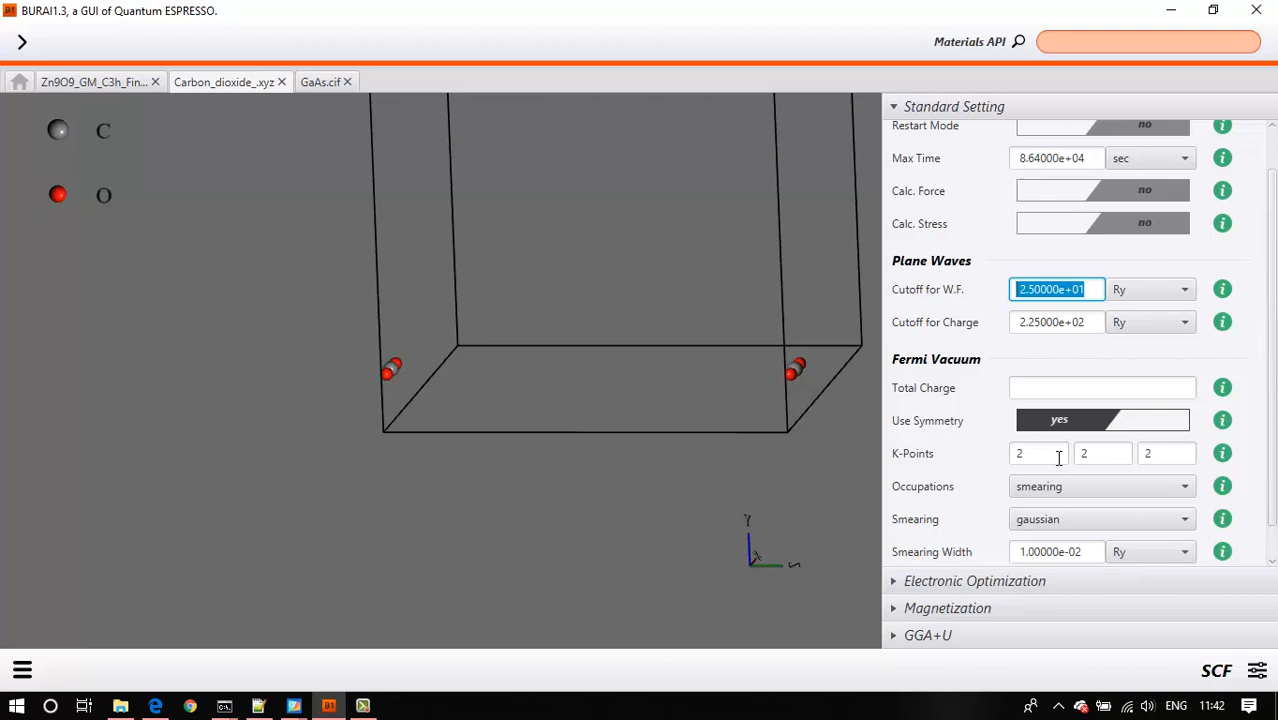 BURAI1.3, a GUI of Quantum ESPRESSO.
Materials API
Zn9O9_GM_C3h_Fin...
Carbon_dioxide_.xyz
GaAs.cif
Standard Setting
C
O
Restart Mode no
Max Time 8.64000e+04 sec
Calc. Force no
Calc. Stress no
Plane Waves
Cutoff for W.F. 2.50000e+01 Ry
Cutoff for Charge 2.25000e+02 Ry
Fermi Vacuum
Total Charge
Use Symmetry yes
K-Points 2 2 2
Occupations smearing
Smearing gaussian
Smearing Width 1.00000e-02 Ry
Y
Electronic Optimization
Magnetization
GGA+U
SCF
ENG 11:42